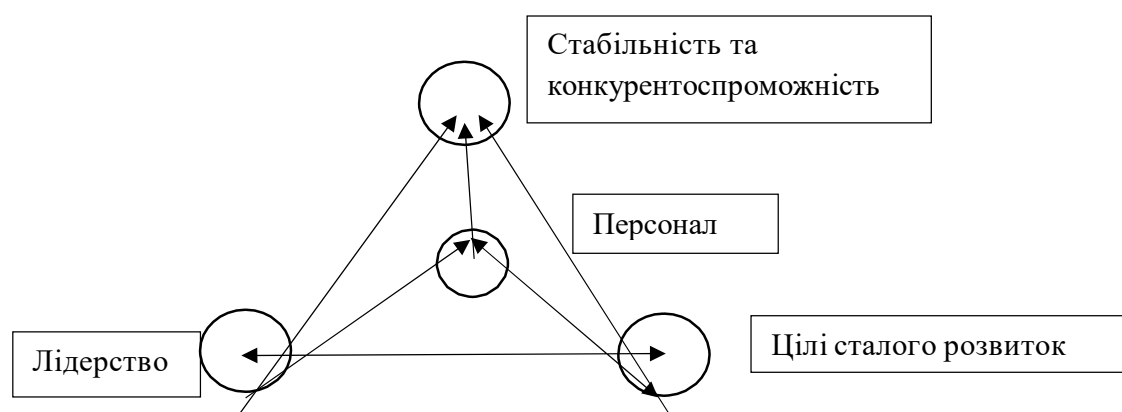 Стабільність та
конкурентоспроможність
Персонал
Лідерство
Цілі сталого розвиток